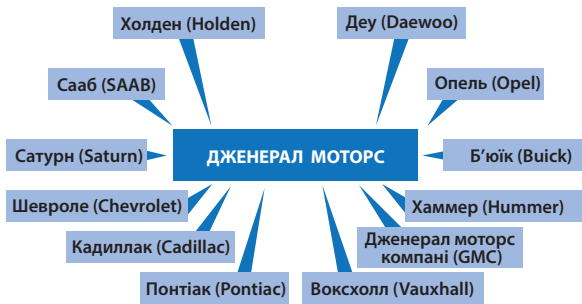 Холден (Holden)
Деу (Daewoo)
Сааб (SAAB)
Опель (Opel)
Сатурн (Saturn)
ДЖЕНЕРАЛ МОТОРС
Б’юїк (Buick)
Шевроле (Chevrolet)
Хаммер (Hummer)
Кадиллак (Cadillac)
Дженерал моторс
компані (GMC)
Понтіак (Pontiac)
Воксхолл (Vauxhall)